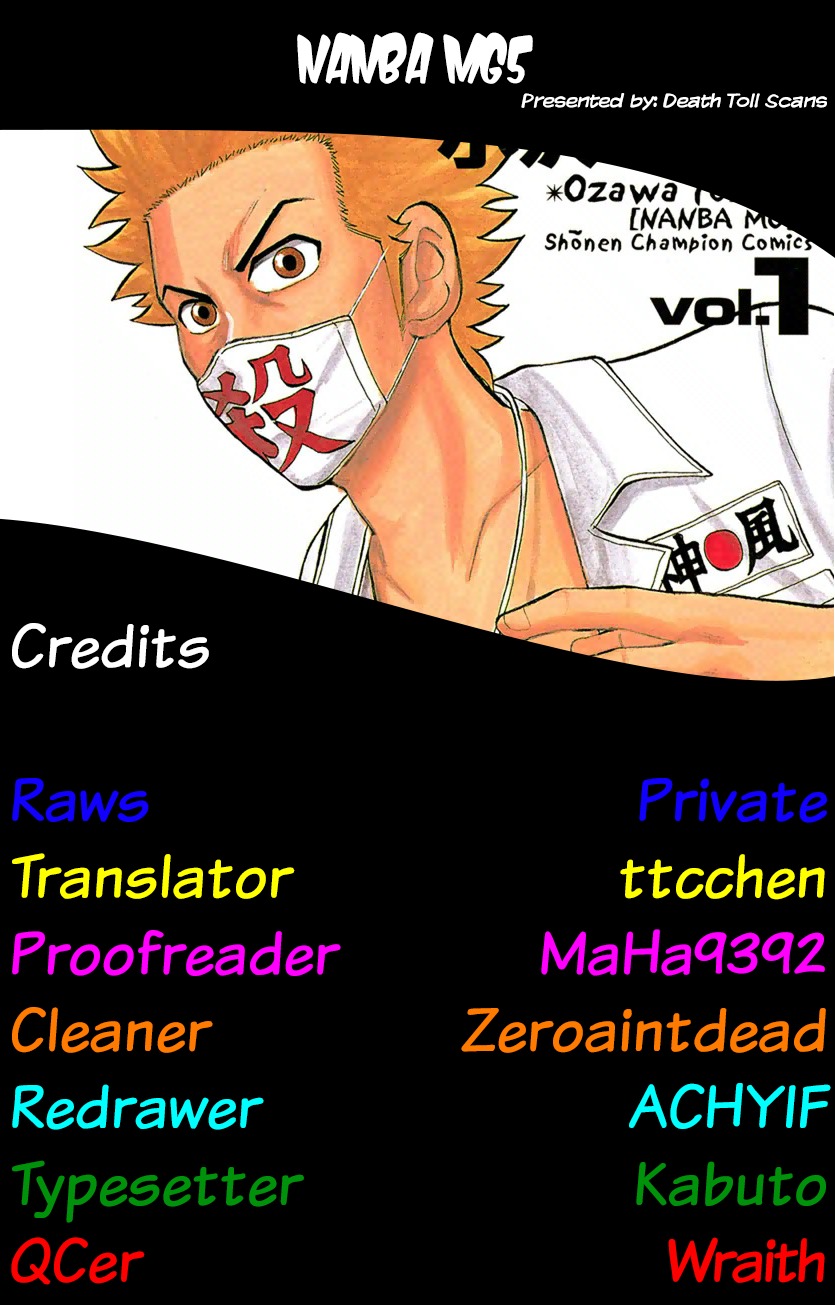 NANBA MG5
Presented by: Death Toll Scans
*Ozawa
[NANBA
Shōnen Champion Comics
vol.1
殺
神 風
Credits
Raws Private
Translator ttcchen
Proofreader MaHa9392
Cleaner Zeroaintdead
Redrawer ACHYIF
Typesetter Kabuto
QCer Wraith